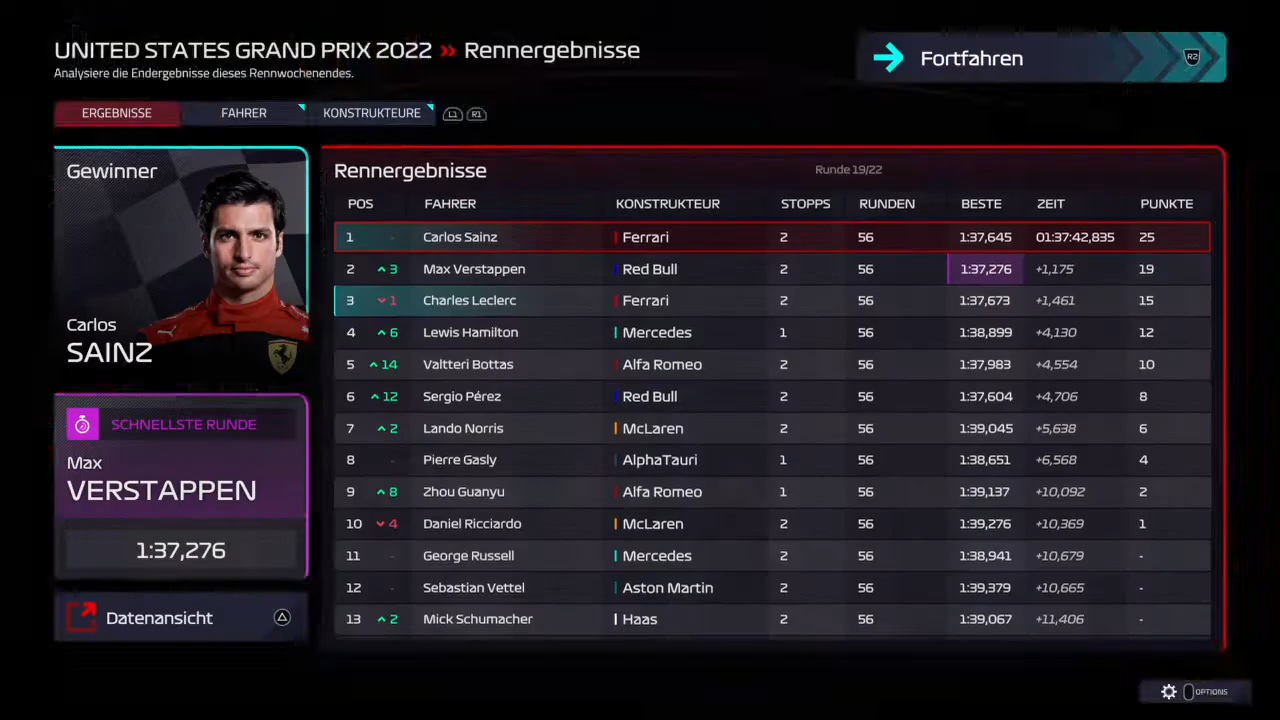 UNITED STATES GRAND PRIX 2022 » Rennergebnisse
Analysiere die Endergebnisse dieses Rennwochenendes.
Fortfahren R2
ERGEBNISSE FAHRER KONSTRUKTEURE L1 R1
Gewinner
Carlos
SAINZ
SCHNELLSTE RUNDE
Max
VERSTAPPEN
1:37,276
Datenansicht
Rennergebnisse Runde 19/22
POS FAHRER KONSTRUKTEUR STOPPS RUNDEN BESTE ZEIT PUNKTE
1 - Carlos Sainz Ferrari 2 56 1:37,645 01:37:42,835 25
2 3 Max Verstappen Red Bull 2 56 1:37,276 +1,175 19
3 1 Charles Leclerc Ferrari 2 56 1:37,673 +1,461 15
4 6 Lewis Hamilton Mercedes 1 56 1:38,899 +4,130 12
5 14 Valtteri Bottas Alfa Romeo 2 56 1:37,983 +4,554 10
6 12 Sergio Pérez Red Bull 2 56 1:37,604 +4,706 8
7 2 Lando Norris McLaren 2 56 1:39,045 +5,638 6
8 - Pierre Gasly AlphaTauri 1 56 1:38,651 +6,568 4
9 8 Zhou Guanyu Alfa Romeo 1 56 1:39,137 +10,092 2
10 4 Daniel Ricciardo McLaren 2 56 1:39,276 +10,369 1
11 - George Russell Mercedes 2 56 1:38,941 +10,679 -
12 - Sebastian Vettel Aston Martin 2 56 1:39,379 +10,665 -
13 2 Mick Schumacher Haas 2 56 1:39,067 +11,406 -
OPTIONS